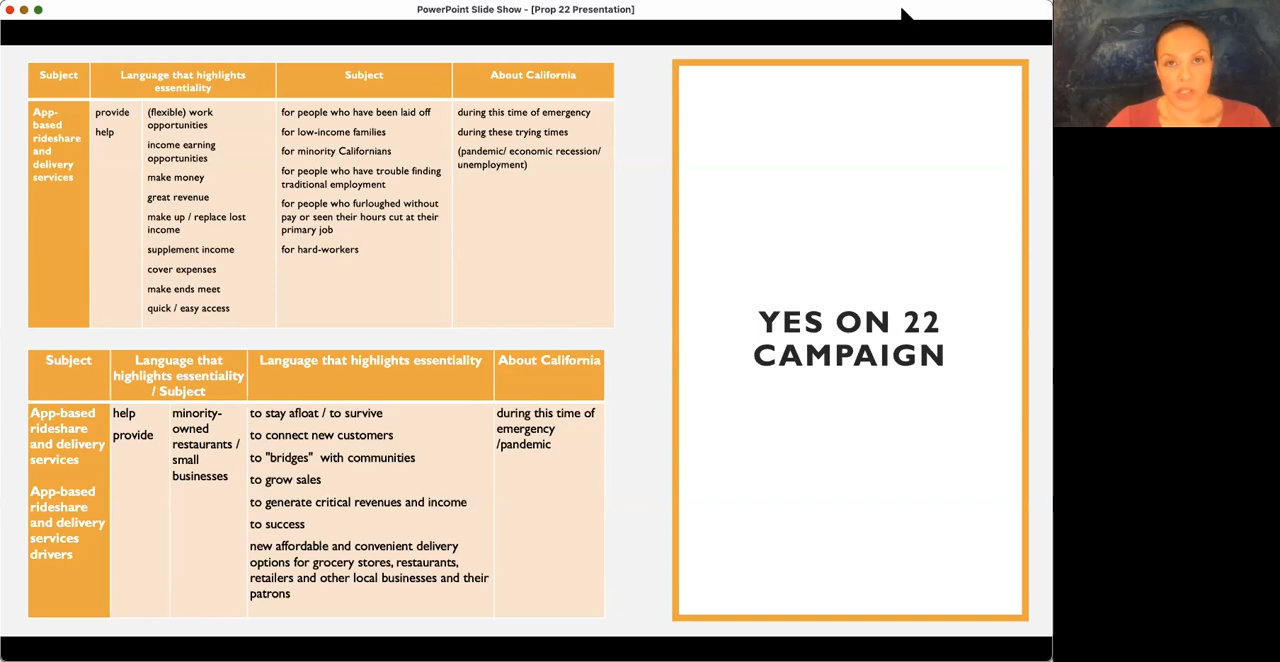 PowerPoint Slide Show - [Prop 22 Presentation]
Subject
Language that highlights
essentiality
Subject
About California
App-
based
rideshare
and
delivery
services
provide
help
(flexible) work
opportunities
income earning
opportunities
make money
great revenue
make up / replace lost
income
supplement income
cover expenses
make ends meet
quick / easy access
for people who have been laid off
for low-income families
for minority Californians
for people who have trouble finding
traditional employment
for people who furloughed without
pay or seen their hours cut at their
primary job
for hard-workers
during this time of emergency
during these trying times
(pandemic/ economic recession/
unemployment)
Subject
Language that
highlights essentiality
/ Subject
Language that highlights essentiality
About California
App-based
rideshare
and delivery
services
App-based
rideshare
and delivery
services
drivers
help
provide
minority-
owned
restaurants /
small
businesses
to stay afloat / to survive
to connect new customers
to "bridges" with communities
to grow sales
to generate critical revenues and income
to success
new affordable and convenient delivery
options for grocery stores, restaurants,
retailers and other local businesses and their
patrons
during this time of
emergency
/pandemic
YES ON 22
CAMPAIGN